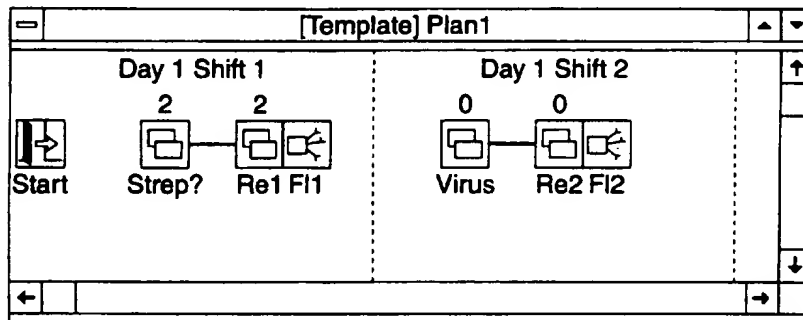 [Template] Plan1
Day 1 Shift 1 Day 1 Shift 2
2 2 0 0
Start Strep? Re1 Fl1 Virus Re2 Fl2